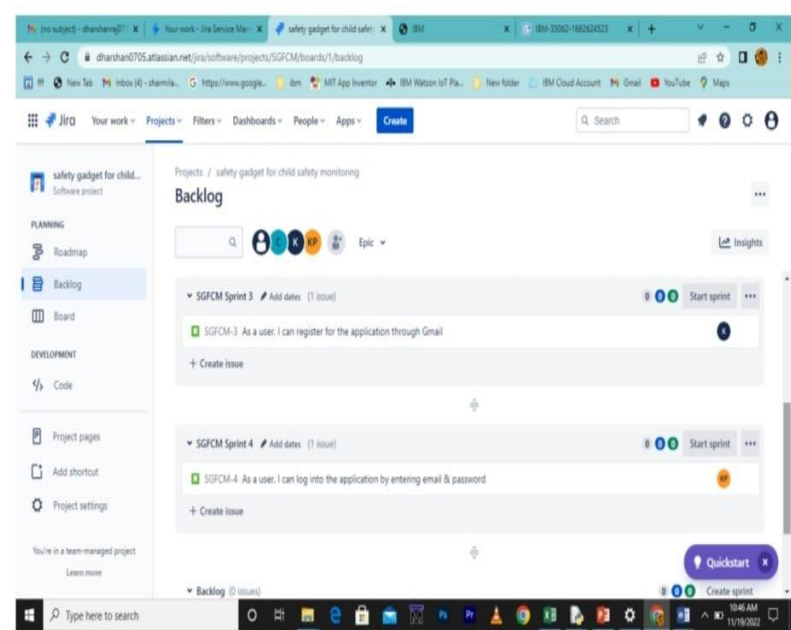 (no subject) - dharshanraj07
Your work - Jira Service Man
safety gadget for child safety
IBM
IBM-35062-1662624523
dharshan0705.atlassian.net/jira/software/projects/SGFCM/boards/1/backlog
New Tab
Inbox (4) - sharmila...
https://www.google...
ibm
MIT App Inventor
IBM Watson IoT Pla...
New folder
IBM Cloud Account
Gmail
YouTube
Maps
Jira
Your work
Projects
Filters
Dashboards
People
Apps
Create
Search
safety gadget for child...
Software project
PLANNING
Roadmap
Backlog
Board
DEVELOPMENT
Code
Project pages
Add shortcut
Project settings
You're in a team-managed project
Learn more
Projects / safety gadget for child safety monitoring
Backlog
K KP
Epic
Insights
SGFCM Sprint 3 Add dates (1 issue)
0 0 0 Start sprint
SGFCM-3 As a user, I can register for the application through Gmail
K
+ Create issue
SGFCM Sprint 4 Add dates (1 issue)
0 0 0 Start sprint
SGFCM-4 As a user, I can log into the application by entering email & password
KP
+ Create issue
Quickstart
Backlog (0 issues)
0 0 0 Create sprint
Type here to search
10:46 AM
11/19/2022